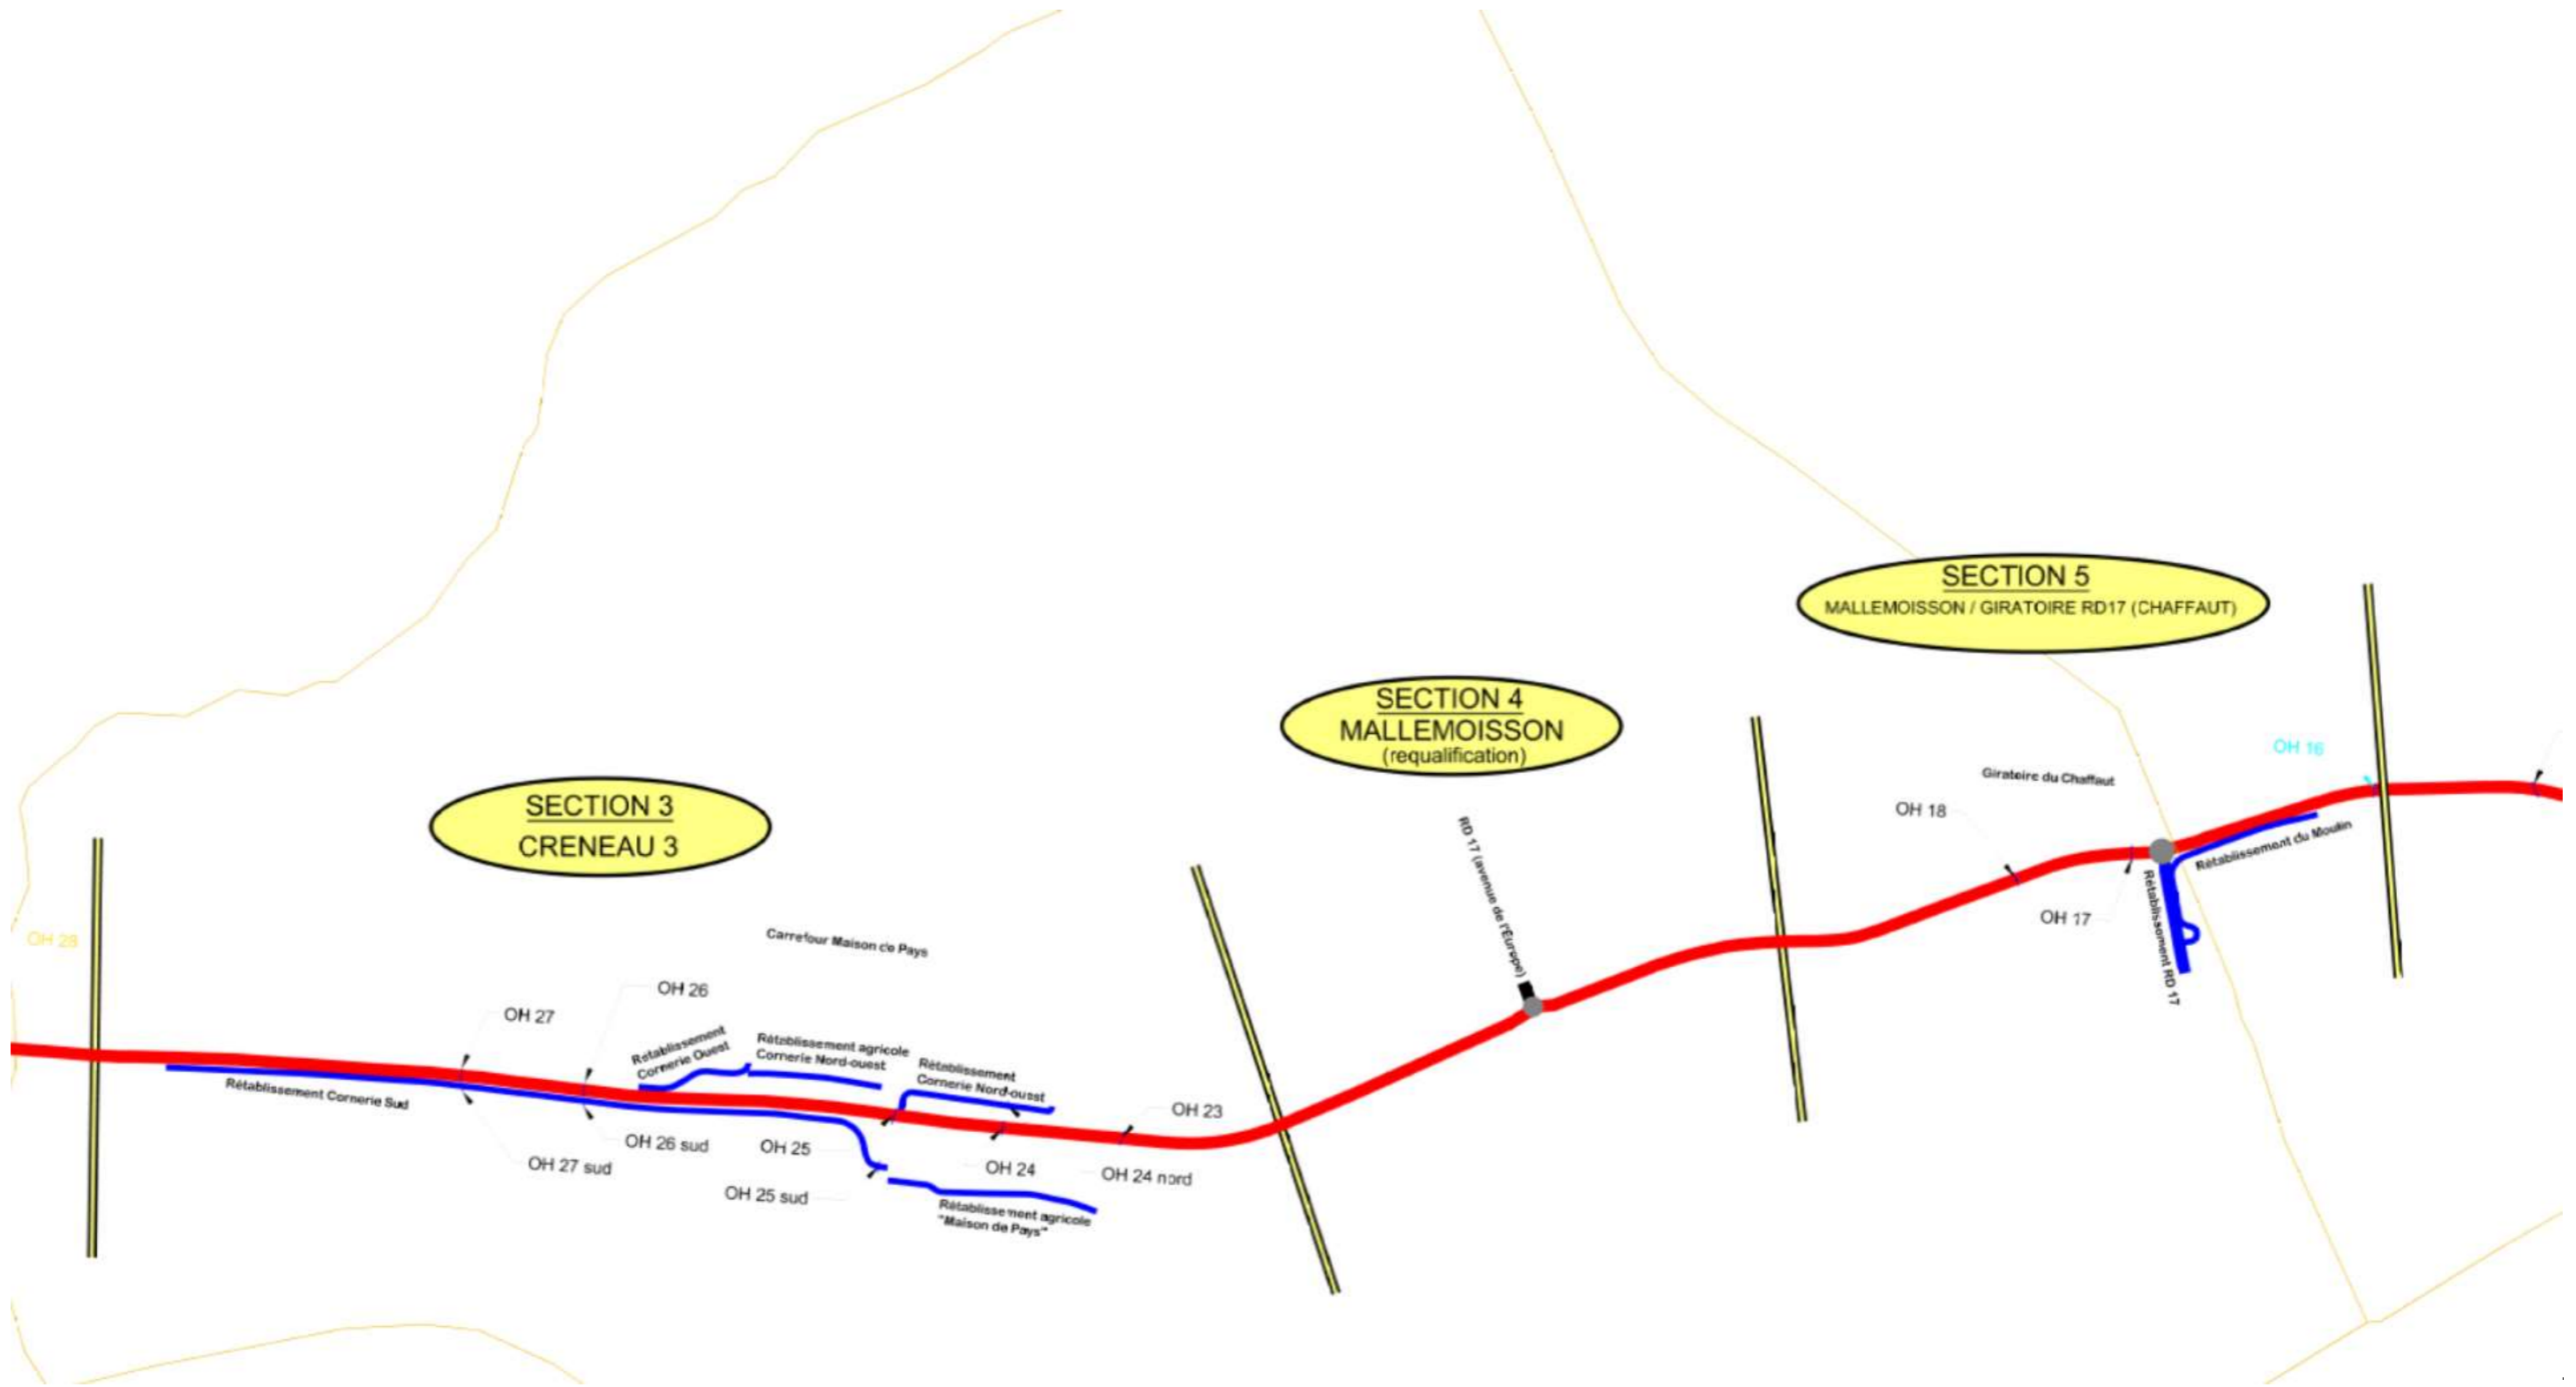 SECTION 5
MALLEMOISSON / GIRATOIRE RD17 (CHAFFAUT)
SECTION 4
MALLEMOISSON
(requalification)
SECTION 3
CRENEAU 3
OH 16
Giratoire du Chaffaut
OH 18
Rétablissement du Moulin
OH 17
Rétablissement RD 17
RD 17 (avenue de l'Europe)
OH 28
Carrefour Maison de Pays
OH 26
OH 27
Rétablissement
Cornerie Ouest
Rétablissement agricole
Cornerie Nord-ouest
Rétablissement
Cornerie Nord-ouest
Rétablissement Cornerie Sud
OH 23
OH 26 sud
OH 25
OH 27 sud
OH 24
OH 24 nord
OH 25 sud
Rétablissement agricole
"Maison de Pays"